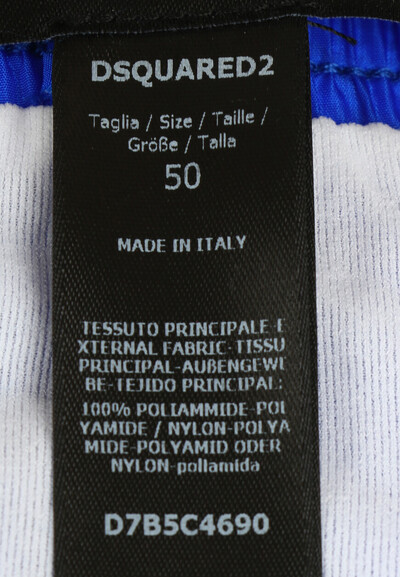 DSQUARED2
Taglia / Size / Taille /
Größe / Talla
50
MADE IN ITALY
TESSUTO PRINCIPALE-E
XTERNAL FABRIC-TISSU
PRINCIPAL-AUßENGEWE
BE-TEJIDO PRINCIPAL:
100% POLIAMMIDE-POL
YAMIDE / NYLON-POLYA
MIDE-POLYAMID ODER
NYLON-poliamida
D7B5C4690